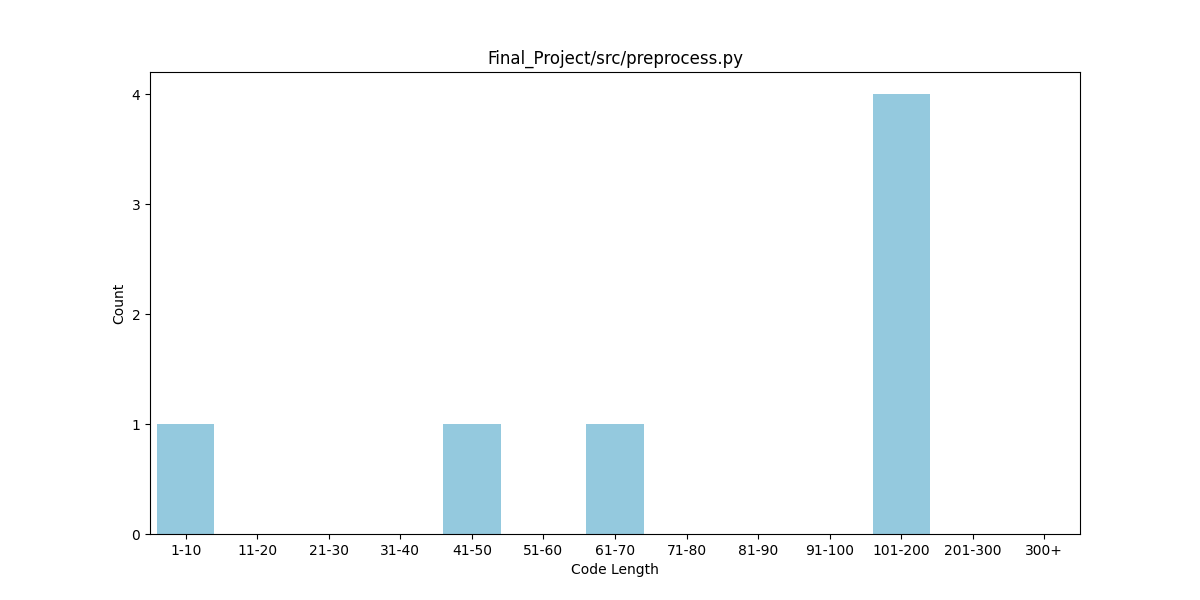 Final_Project/src/preprocess.py
4
3
2
1
0
Count
1-10 11-20 21-30 31-40 41-50 51-60 61-70 71-80 81-90 91-100 101-200 201-300 300+
Code Length